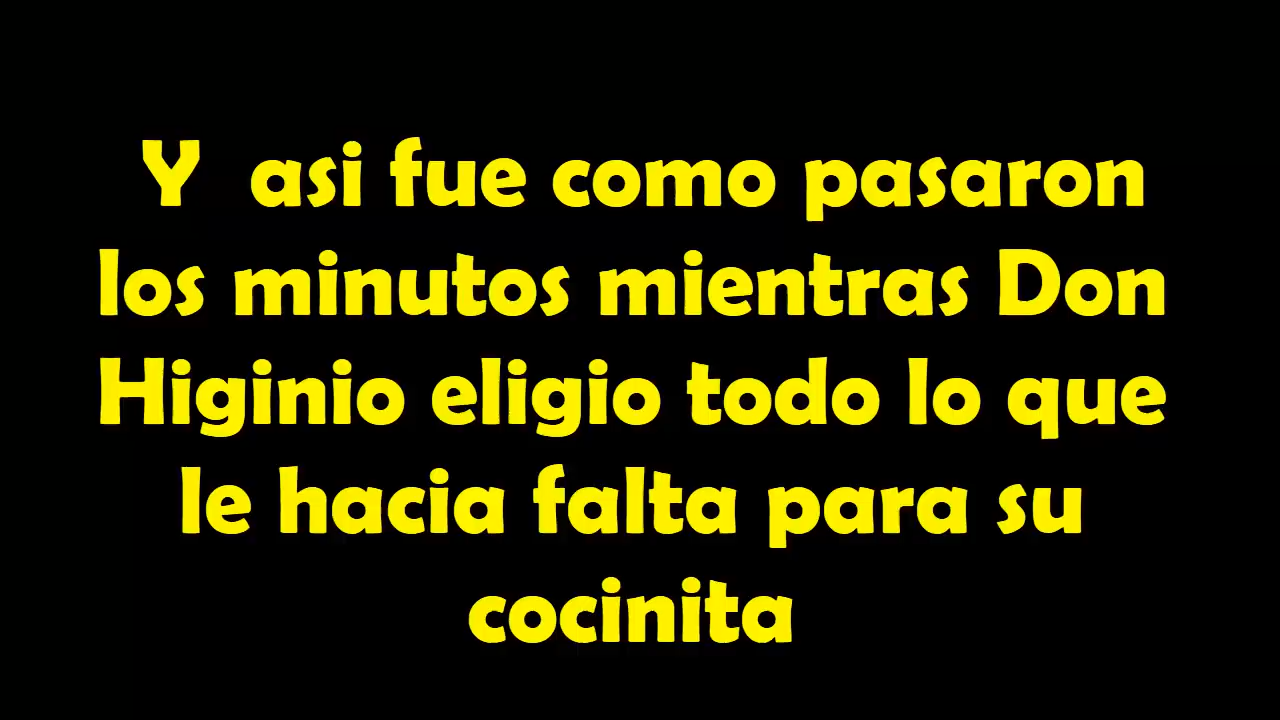 Y  asi fue como pasaron
los minutos mientras Don
Higinio eligio todo lo que
le hacia falta para su
cocinita